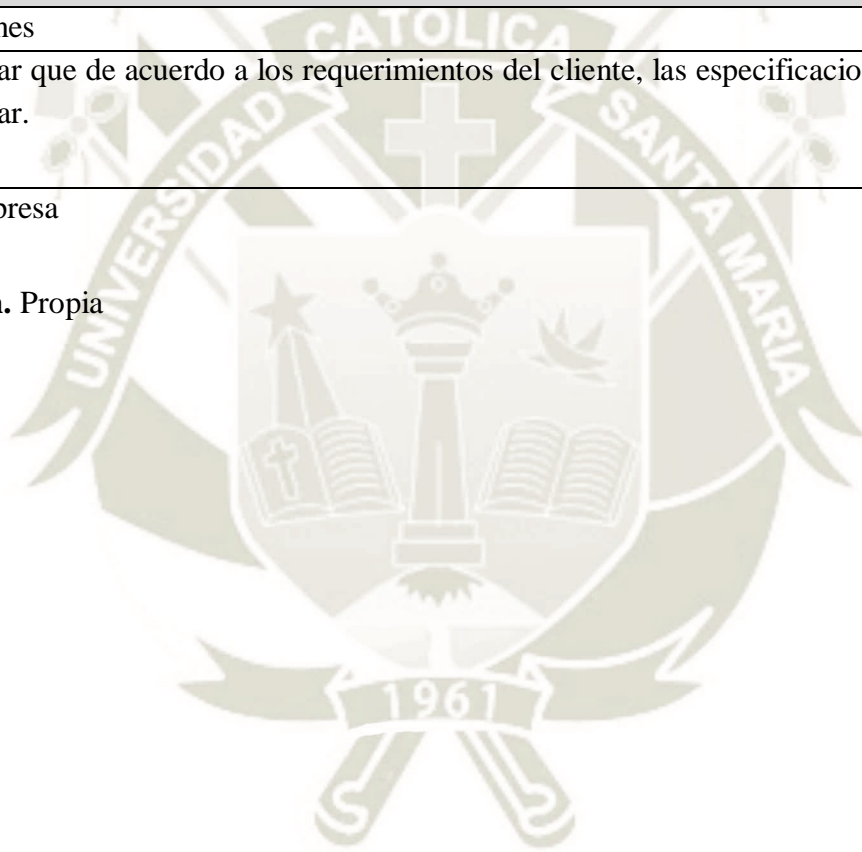 nes
ar que de acuerdo a los requerimientos del cliente, las especificacio
ar.
presa
n. Propia
UNIVERSIDAD CATOLICA SANTA MARIA
1961